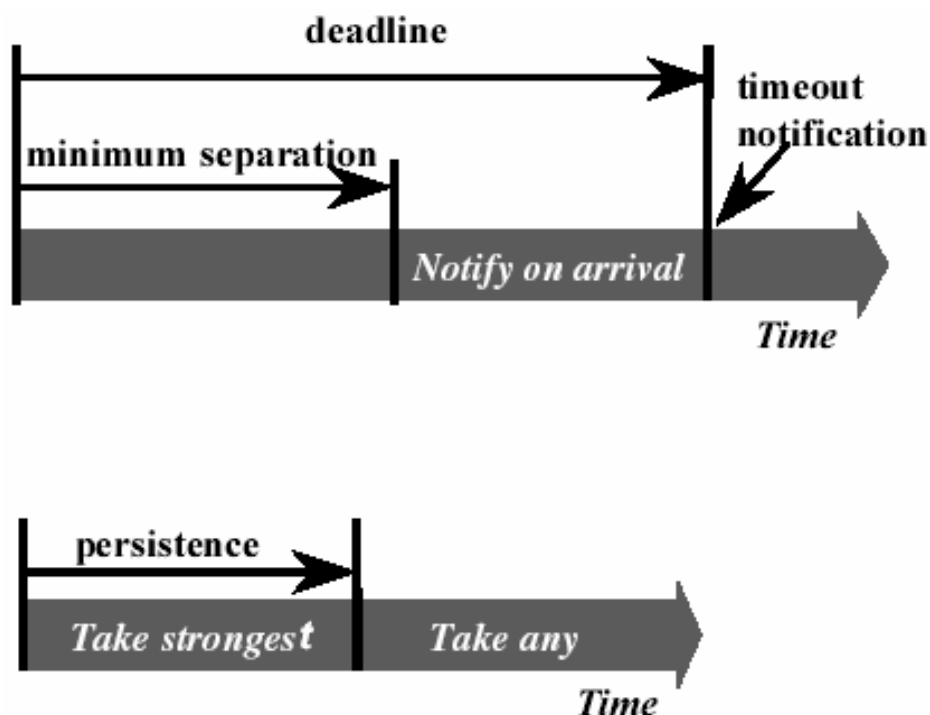 deadline
timeout
notification
minimum separation
Notify on arrival
Time
persistence
Take strongest
Take any
Time